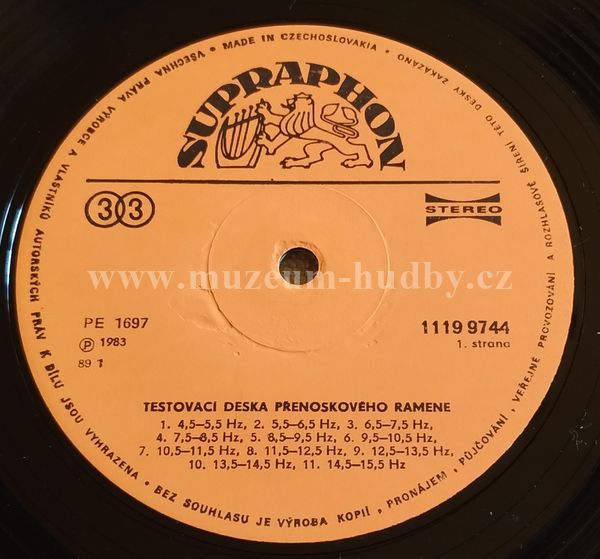 SUPRAPHON
33
STEREO
www.muzeum-hudby.cz
PE 1697
℗ 1983
89 1
1119 9744
1. strana
TESTOVACÍ DESKA PŘENOSKOVÉHO RAMENE
1. 4,5–5,5 Hz, 2. 5,5–6,5 Hz, 3. 6,5–7,5 Hz,
4. 7,5–8,5 Hz, 5. 8,5–9,5 Hz, 6. 9,5–10,5 Hz,
7. 10,5–11,5 Hz, 8. 11,5–12,5 Hz, 9. 12,5–13,5 Hz,
10. 13,5–14,5 Hz, 11. 14,5–15,5 Hz
MADE IN CZECHOSLOVAKIA • VŠECHNA PRÁVA VÝROBCE A VLASTNÍKŮ AUTORSKÝCH PRÁV K DÍLU JSOU VYHRAZENA • BEZ SOUHLASU JE VÝROBA KOPIÍ, PRONÁJEM, PŮJČOVÁNÍ, VEŘEJNÉ PROVOZOVÁNÍ A ROZHLASOVÉ ŠÍŘENÍ TÉTO DESKY ZAKÁZÁNO •